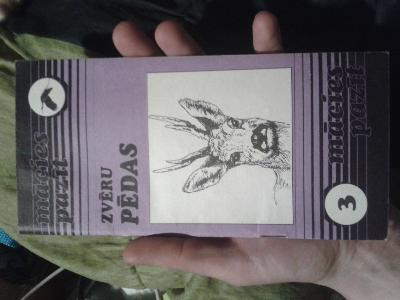 mācies
pazīt
ZVĒRU
PĒDAS
mācies
pazīt
3